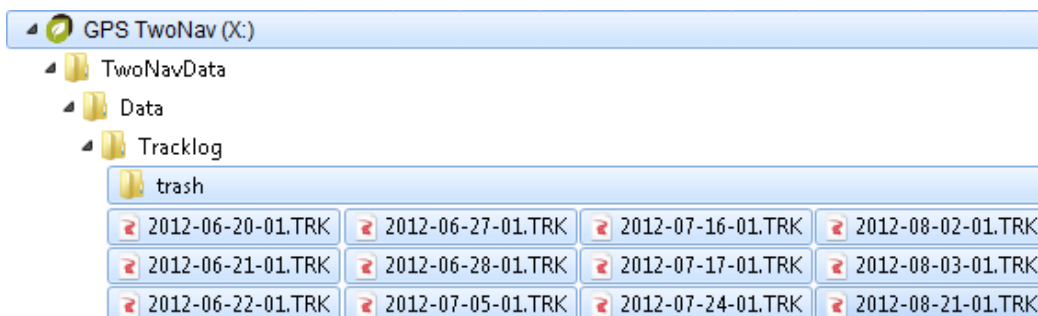 GPS TwoNav (X:)
TwoNavData
Data
Tracklog
trash
2012-06-20-01.TRK 2012-06-27-01.TRK 2012-07-16-01.TRK 2012-08-02-01.TRK
2012-06-21-01.TRK 2012-06-28-01.TRK 2012-07-17-01.TRK 2012-08-03-01.TRK
2012-06-22-01.TRK 2012-07-05-01.TRK 2012-07-24-01.TRK 2012-08-21-01.TRK